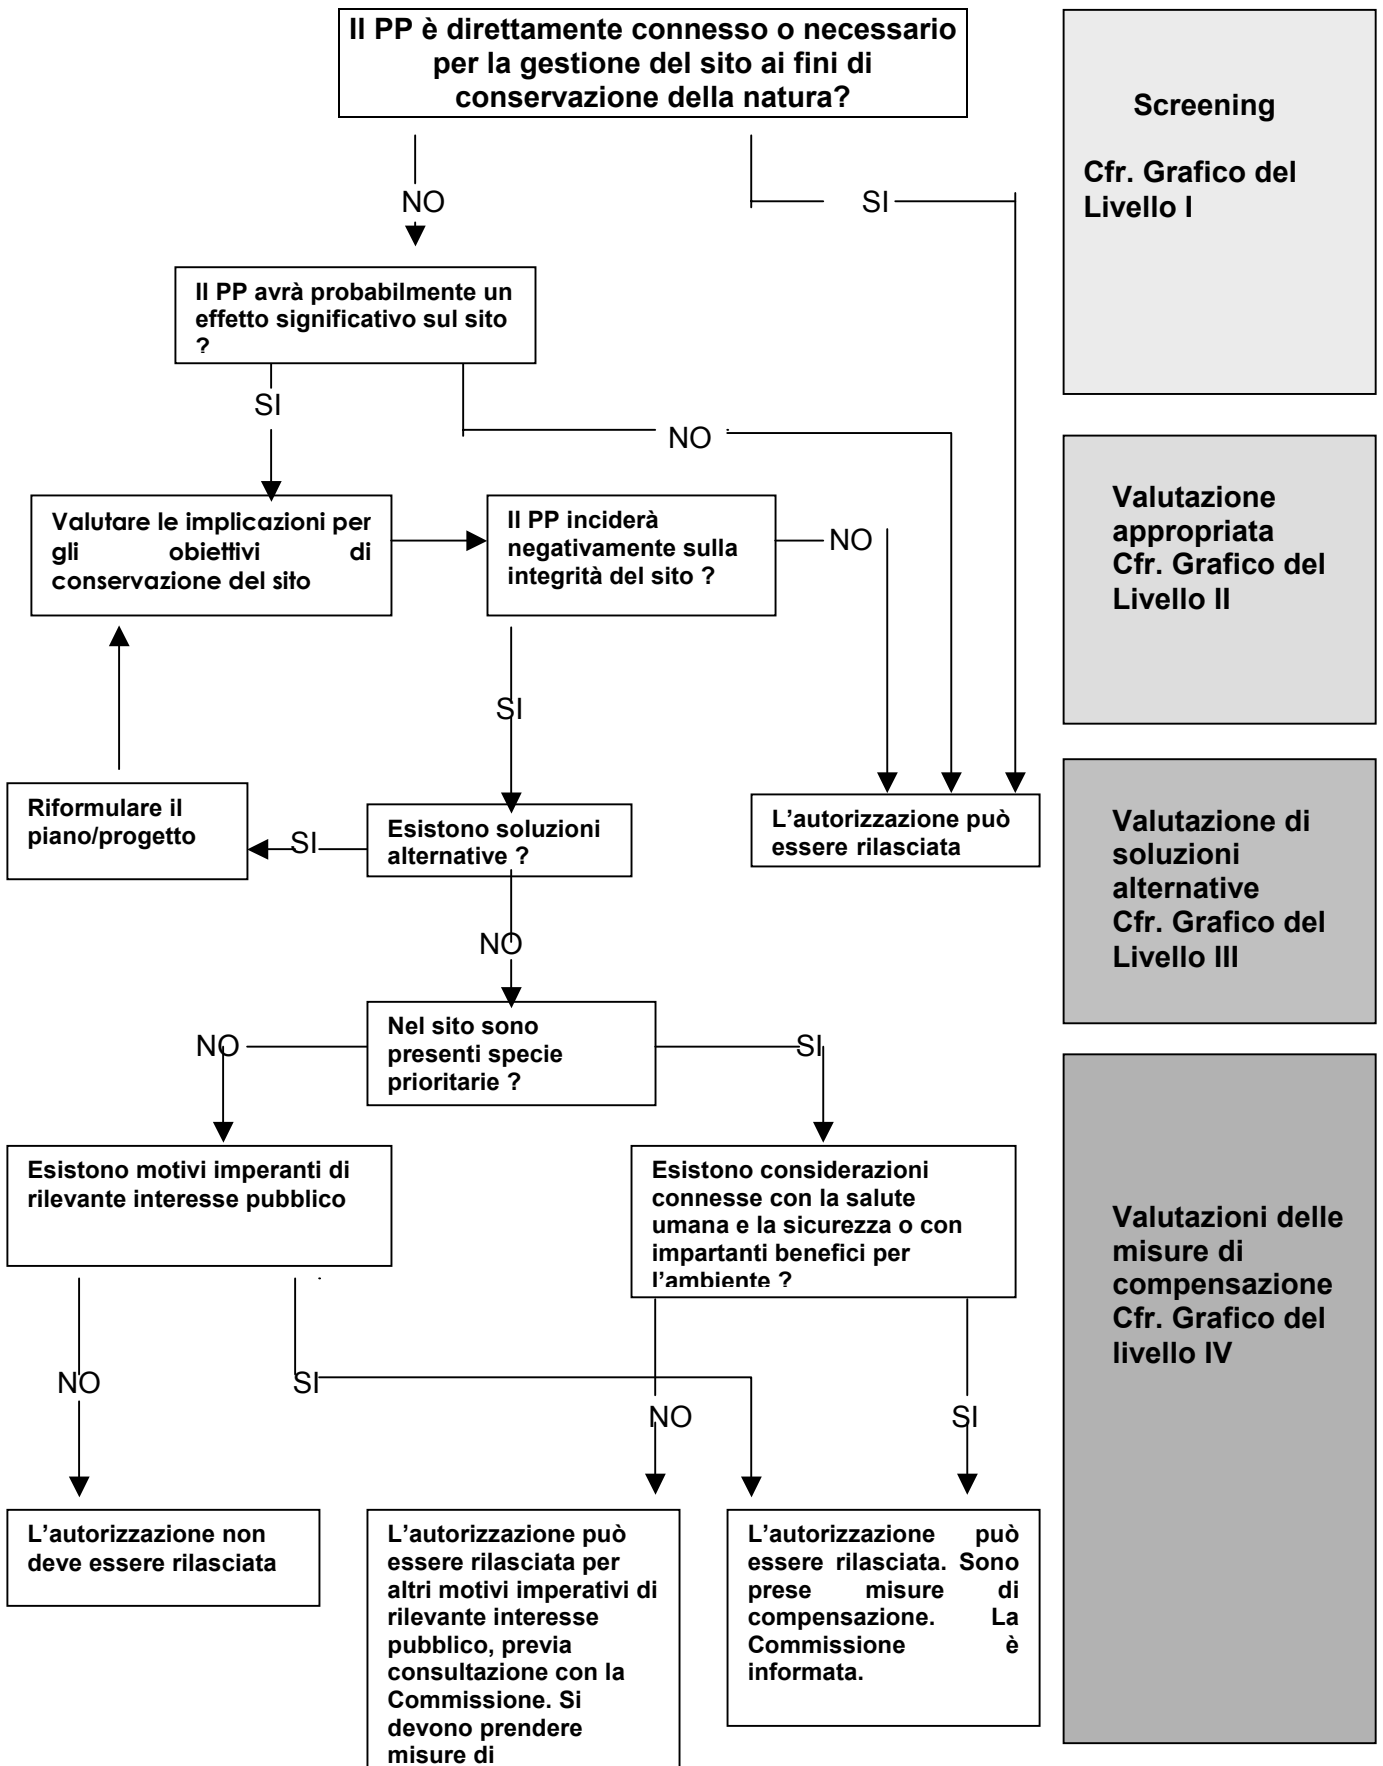 Il PP è direttamente connesso o necessario
per la gestione del sito ai fini di
conservazione della natura?
Screening
Cfr. Grafico del
Livello I
NO
SI
Il PP avrà probabilmente un
effetto significativo sul sito
?
SI
NO
Valutare le implicazioni per
gli obiettivi di
conservazione del sito
Il PP inciderà
negativamente sulla
integrità del sito ?
NO
Valutazione
appropriata
Cfr. Grafico del
Livello II
SI
Riformulare il
piano/progetto
SI
Esistono soluzioni
alternative ?
L'autorizzazione può
essere rilasciata
Valutazione di
soluzioni
alternative
Cfr. Grafico del
Livello III
NO
Nel sito sono
presenti specie
prioritarie ?
NO
SI
Esistono motivi imperanti di
rilevante interesse pubblico
Esistono considerazioni
connesse con la salute
umana e la sicurezza o con
impartanti benefici per
l'ambiente ?
Valutazioni delle
misure di
compensazione
Cfr. Grafico del
livello IV
NO
SI
NO
SI
L'autorizzazione non
deve essere rilasciata
L'autorizzazione può
essere rilasciata per
altri motivi imperativi di
rilevante interesse
pubblico, previa
consultazione con la
Commissione. Si
devono prendere
misure di
L'autorizzazione può
essere rilasciata. Sono
prese misure di
compensazione. La
Commissione è
informata.